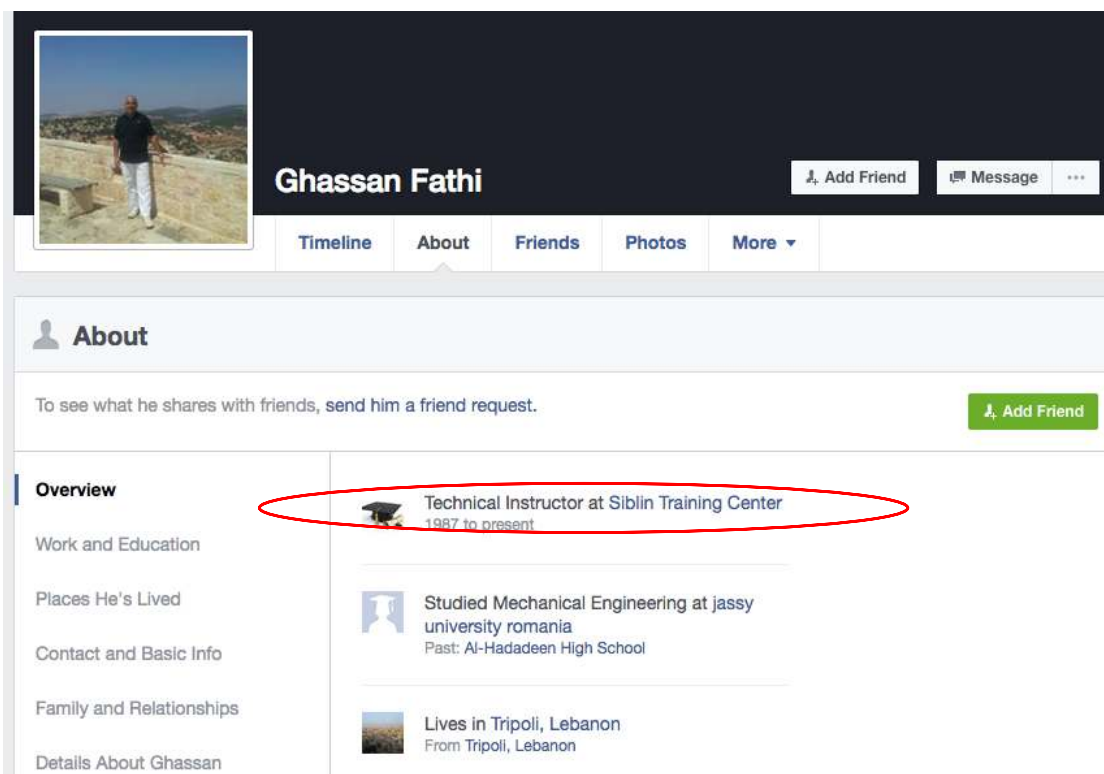 Ghassan Fathi
Add Friend
Message
Timeline
About
Friends
Photos
More
About
To see what he shares with friends, send him a friend request.
Add Friend
Overview
Work and Education
Places He's Lived
Contact and Basic Info
Family and Relationships
Details About Ghassan
Technical Instructor at Siblin Training Center
1987 to present
Studied Mechanical Engineering at jassy
university romania
Past: Al-Hadadeen High School
Lives in Tripoli, Lebanon
From Tripoli, Lebanon